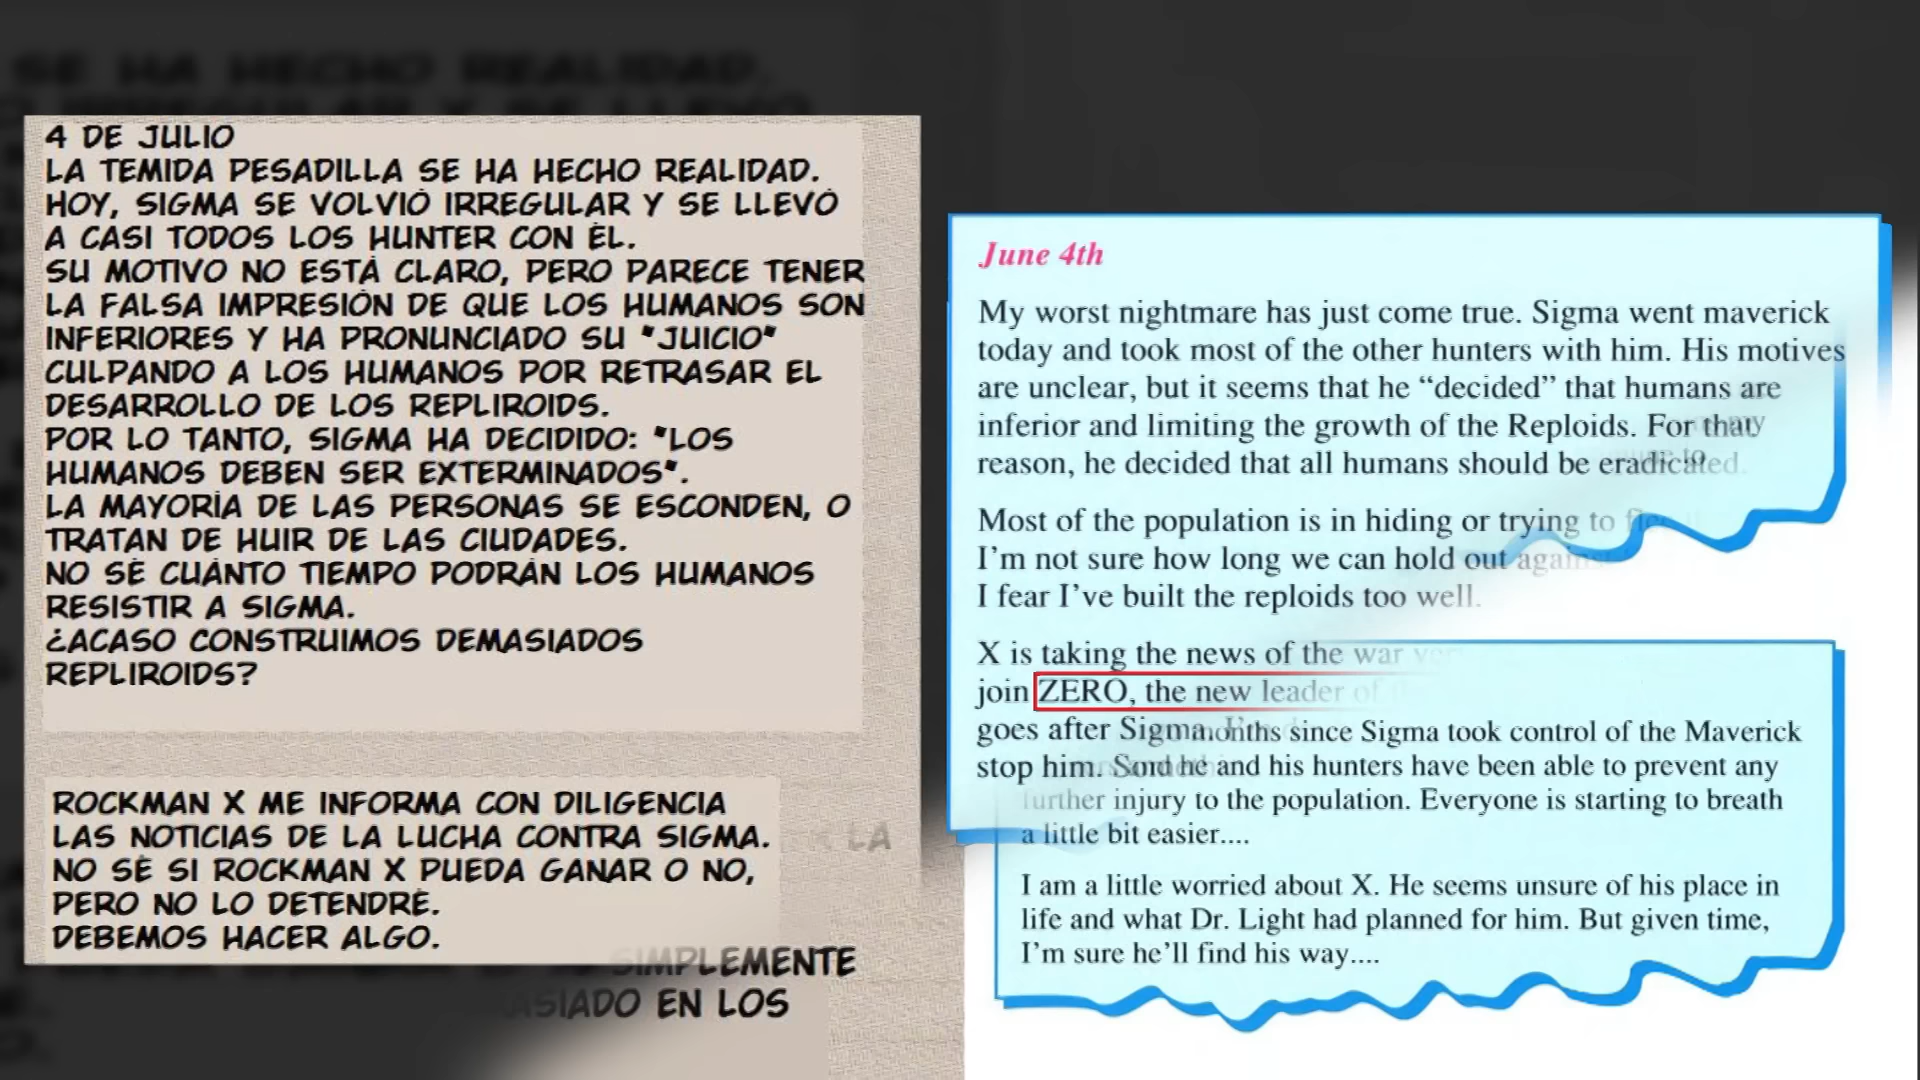 SE HA HECHO REALIDAD.
4 DE JULIO
LA TEMIDA PESADILLA SE HA HECHO REALIDAD.
HOY, SIGMA SE VOLVIÓ IRREGULAR Y SE LLEVÓ
A CASI TODOS LOS HUNTER CON ÉL.
SU MOTIVO NO ESTÁ CLARO, PERO PARECE TENER
LA FALSA IMPRESIÓN DE QUE LOS HUMANOS SON
INFERIORES Y HA PRONUNCIADO SU "JUICIO"
CULPANDO A LOS HUMANOS POR RETRASAR EL
DESARROLLO DE LOS REPLIROIDS.
POR LO TANTO, SIGMA HA DECIDIDO: "LOS
HUMANOS DEBEN SER EXTERMINADOS".
LA MAYORÍA DE LAS PERSONAS SE ESCONDEN, O
TRATAN DE HUIR DE LAS CIUDADES.
NO SÉ CUÁNTO TIEMPO PODRÁN LOS HUMANOS
RESISTIR A SIGMA.
¿ACASO CONSTRUIMOS DEMASIADOS
REPLIROIDS?
ROCKMAN X ME INFORMA CON DILIGENCIA
LAS NOTICIAS DE LA LUCHA CONTRA SIGMA.
NO SÉ SI ROCKMAN X PUEDA GANAR O NO,
PERO NO LO DETENDRÉ.
DEBEMOS HACER ALGO.
LA
SIMPLEMENTE
EN LOS
June 4th
My worst nightmare has just come true. Sigma went maverick
today and took most of the other hunters with him. His motives
are unclear, but it seems that he “decided” that humans are
inferior and limiting the growth of the Reploids. For that
reason, he decided that all humans should be eradicated.
Most of the population is in hiding or trying to
I’m not sure how long we can hold out
I fear I’ve built the reploids too well.
X is taking the news of the war
join ZERO, the new leader of
goes after Sigma.
stop him.
months since Sigma took control of the Maverick
he and his hunters have been able to prevent any
further injury to the population. Everyone is starting to breath
a little bit easier....
I am a little worried about X. He seems unsure of his place in
life and what Dr. Light had planned for him. But given time,
I’m sure he’ll find his way....